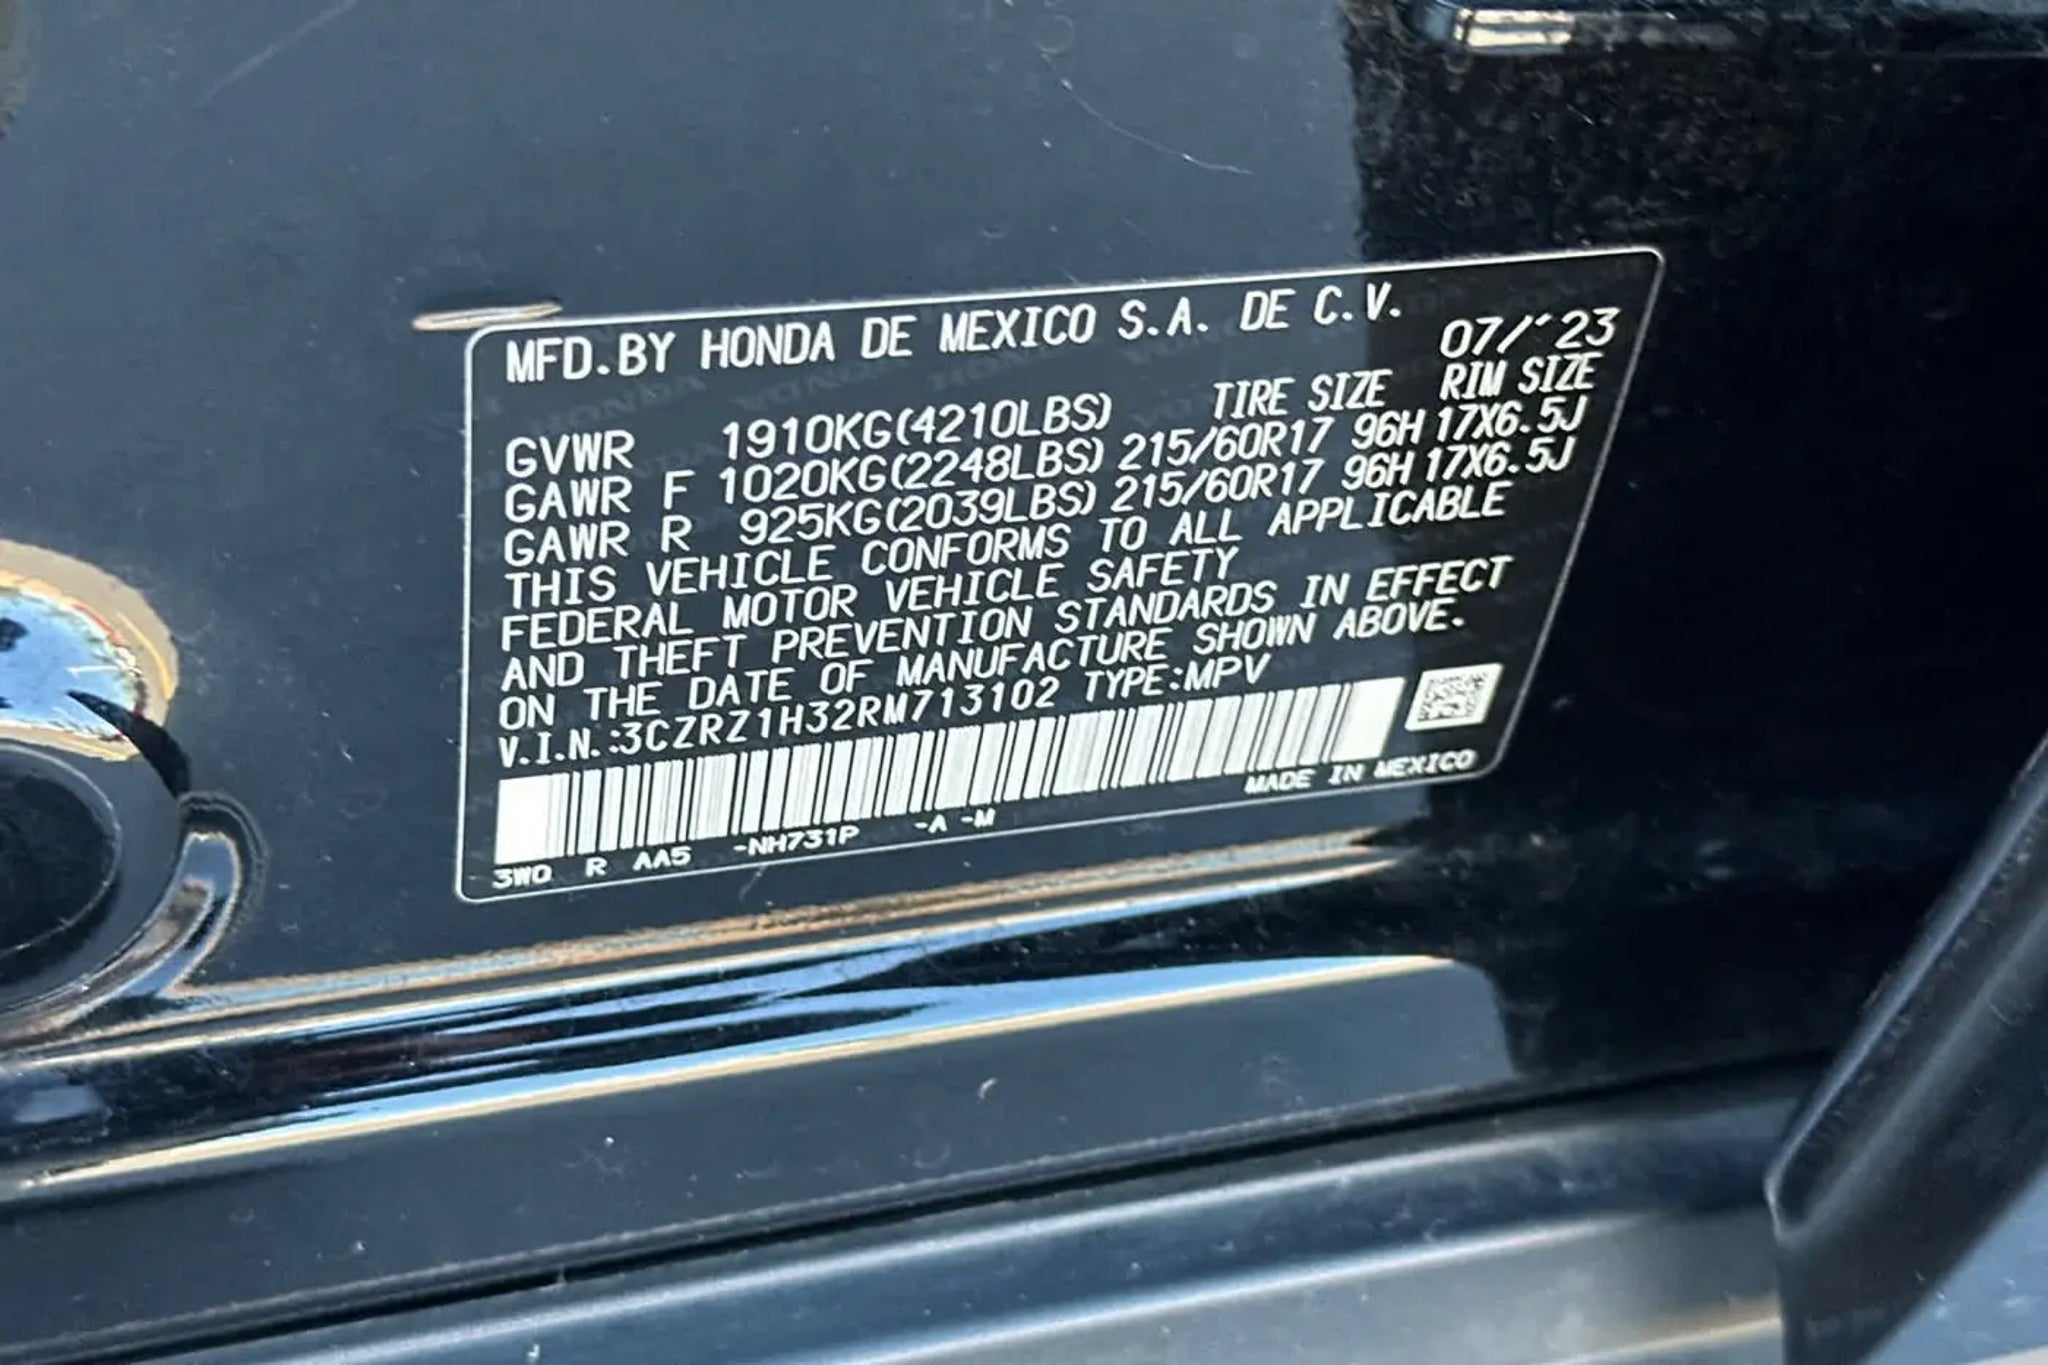 MFD.BY HONDA DE MEXICO S.A. DE C.V.
07/'23
GVWR 1910KG(4210LBS) TIRE SIZE RIM SIZE
GAWR F 1020KG(2248LBS) 215/60R17 96H 17X6.5J
GAWR R 925KG(2039LBS) 215/60R17 96H 17X6.5J
THIS VEHICLE CONFORMS TO ALL APPLICABLE
FEDERAL MOTOR VEHICLE SAFETY
AND THEFT PREVENTION STANDARDS IN EFFECT
ON THE DATE OF MANUFACTURE SHOWN ABOVE.
V.I.N.:3CZRZ1H32RM713102 TYPE:MPV
MADE IN MEXICO
3W0 R AA5 -NH731P -A -M